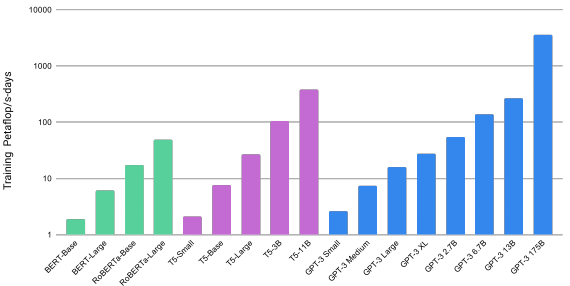 Training Petaflop/s-days
10000
1000
100
10
1
BERT-Base
BERT-Large
RoBERTa-Base
RoBERTa-Large
T5-Small
T5-Base
T5-Large
T5-3B
T5-11B
GPT-3 Small
GPT-3 Medium
GPT-3 Large
GPT-3 XL
GPT-3 2.7B
GPT-3 6.7B
GPT-3 13B
GPT-3 175B